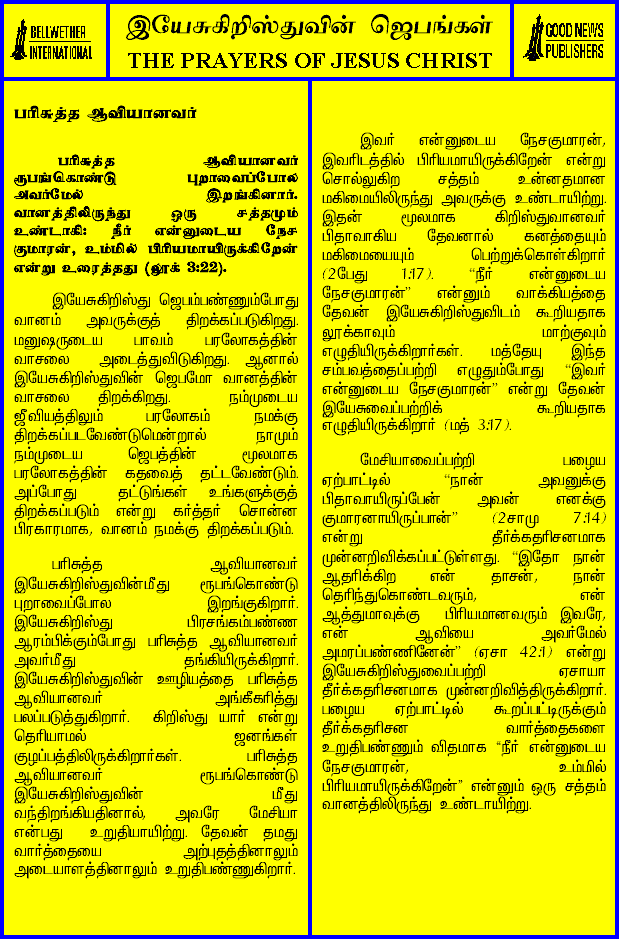 BELLWETHER
INTERNATIONAL
இயேசுகிறிஸ்துவின் ஜெபங்கள்
THE PRAYERS OF JESUS CHRIST
GOOD NEWS
PUBLISHERS
பரிசுத்த ஆவியானவர்
பரிசுத்த ஆவியானவர்
ரூபங்கொண்டு புறாவைப்போல்
அவர்மேல் இறங்கினார்.
வானத்திலிருந்து ஒரு சத்தமும்
உண்டாகி: நீர் என்னுடைய நேச
குமாரன், உம்மில் பிரியமாயிருக்கிறேன்
என்று உரைத்தது (லூக் 3:22).
இயேசுகிறிஸ்து ஜெபம்பண்ணும்போது
வானம் அவருக்குத் திறக்கப்படுகிறது.
மனுஷருடைய பாவம் பரலோகத்தின்
வாசலை அடைத்துவிடுகிறது. ஆனால்
இயேசுகிறிஸ்துவின் ஜெபமோ வானத்தின்
வாசலை திறக்கிறது. நம்முடைய
ஜீவியத்திலும் பரலோகம் நமக்கு
திறக்கப்படவேண்டுமென்றால் நாமும்
நம்முடைய ஜெபத்தின் மூலமாக
பரலோகத்தின் கதவைத் தட்டவேண்டும்.
அப்போது தட்டுங்கள் உங்களுக்குத்
திறக்கப்படும் என்று கர்த்தர் சொன்ன
பிரகாரமாக, வானம் நமக்கு திறக்கப்படும்.
பரிசுத்த ஆவியானவர்
இயேசுகிறிஸ்துவின்மீது ரூபங்கொண்டு
புறாவைப்போல இறங்குகிறார்.
இயேசுகிறிஸ்து பிரசங்கம்பண்ண
ஆரம்பிக்கும்போது பரிசுத்த ஆவியானவர்
அவர்மீது தங்கியிருக்கிறார்.
இயேசுகிறிஸ்துவின் ஊழியத்தை பரிசுத்த
ஆவியானவர் அங்கீகரித்து
பலப்படுத்துகிறார். கிறிஸ்து யார் என்று
தெரியாமல் ஜனங்கள்
குழப்பத்திலிருக்கிறார்கள். பரிசுத்த
ஆவியானவர் ரூபங்கொண்டு
இயேசுகிறிஸ்துவின் மீது
வந்திறங்கியதினால், அவரே மேசியா
என்பது உறுதியாயிற்று. தேவன் தமது
வார்த்தையை அற்புதத்தினாலும்
அடையாளத்தினாலும் உறுதிபண்ணுகிறார்.
இவர் என்னுடைய நேசகுமாரன்,
இவரிடத்தில் பிரியமாயிருக்கிறேன் என்று
சொல்லுகிற சத்தம் உன்னதமான
மகிமையிலிருந்து அவருக்கு உண்டாயிற்று.
இதன் மூலமாக கிறிஸ்துவானவர்
பிதாவாகிய தேவனால் கனத்தையும்
மகிமையையும் பெற்றுக்கொள்கிறார்
(2பேது 1:17). “நீர் என்னுடைய
நேசகுமாரன்” என்னும் வாக்கியத்தை
தேவன் இயேசுகிறிஸ்துவிடம் கூறியதாக
லூக்காவும் மாற்குவும்
எழுதியிருக்கிறார்கள். மத்தேயு இந்த
சம்பவத்தைப்பற்றி எழுதும்போது “இவர்
என்னுடைய நேசகுமாரன்” என்று தேவன்
இயேசுவைப்பற்றிக் கூறியதாக
எழுதியிருக்கிறார் (மத் 3:17).
மேசியாவைப்பற்றி பழைய
ஏற்பாட்டில் “நான் அவனுக்கு
பிதாவாயிருப்பேன் அவன் எனக்கு
குமாரனாயிருப்பான்” (2சாமு 7:14)
என்று தீர்க்கதரிசனமாக
முன்னறிவிக்கப்பட்டுள்ளது. “இதோ நான்
ஆதரிக்கிற என் தாசன், நான்
தெரிந்துகொண்டவரும், என்
ஆத்துமாவுக்கு பிரியமானவரும் இவரே,
என் ஆவியை அவர்மேல்
அமரப்பண்ணினேன்” (ஏசா 42:1) என்று
இயேசுகிறிஸ்துவைப்பற்றி ஏசாயா
தீர்க்கதரிசனமாக முன்னறிவித்திருக்கிறார்.
பழைய ஏற்பாட்டில் கூறப்பட்டிருக்கும்
தீர்க்கதரிசன வார்த்தைகளை
உறுதிபண்ணும் விதமாக “நீர் என்னுடைய
நேசகுமாரன், உம்மில்
பிரியமாயிருக்கிறேன்” என்னும் ஒரு சத்தம்
வானத்திலிருந்து உண்டாயிற்று.